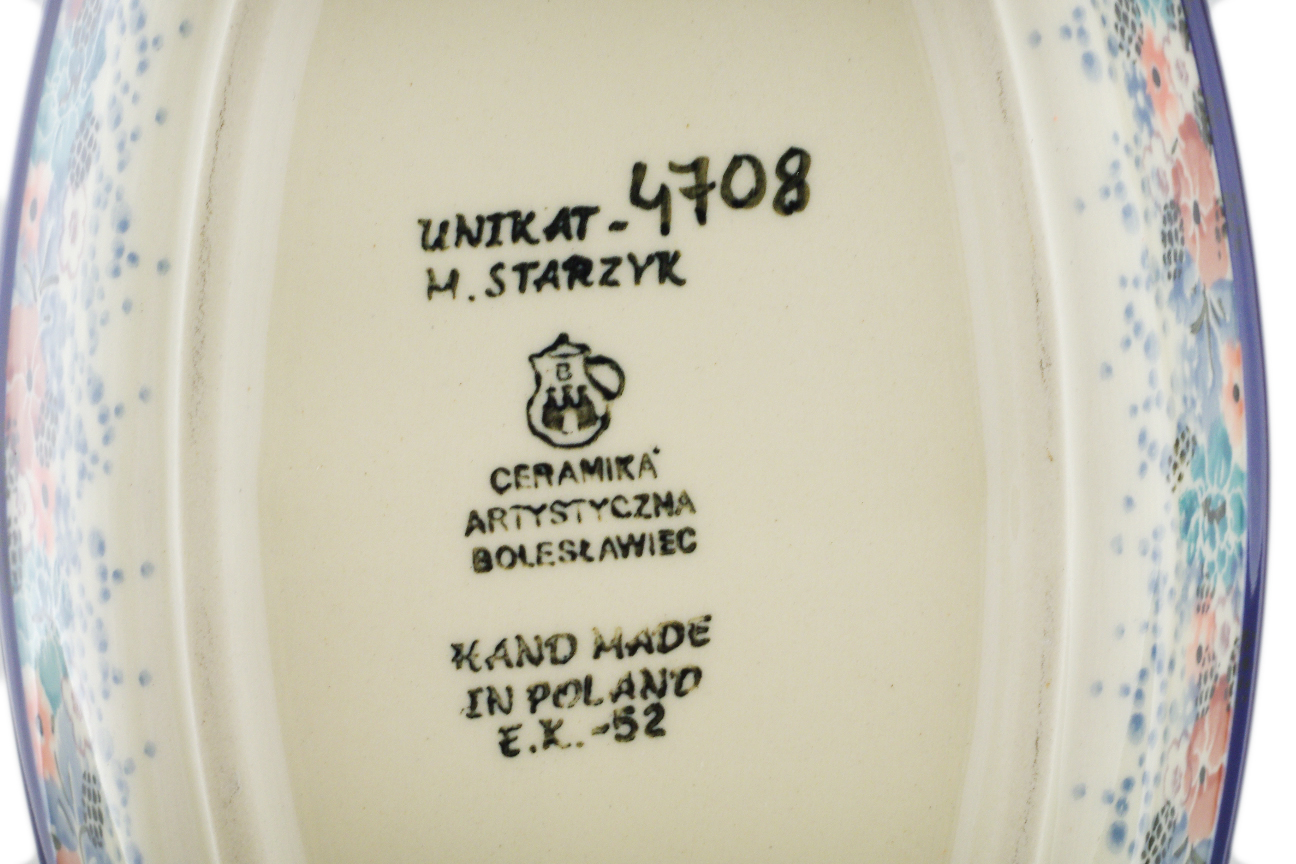 UNIKAT-4708
M. STARZYK
B
CERAMIKA
ARTYSTYCZNA
BOLESŁAWIEC
HAND MADE
IN POLAND
E.K.-52